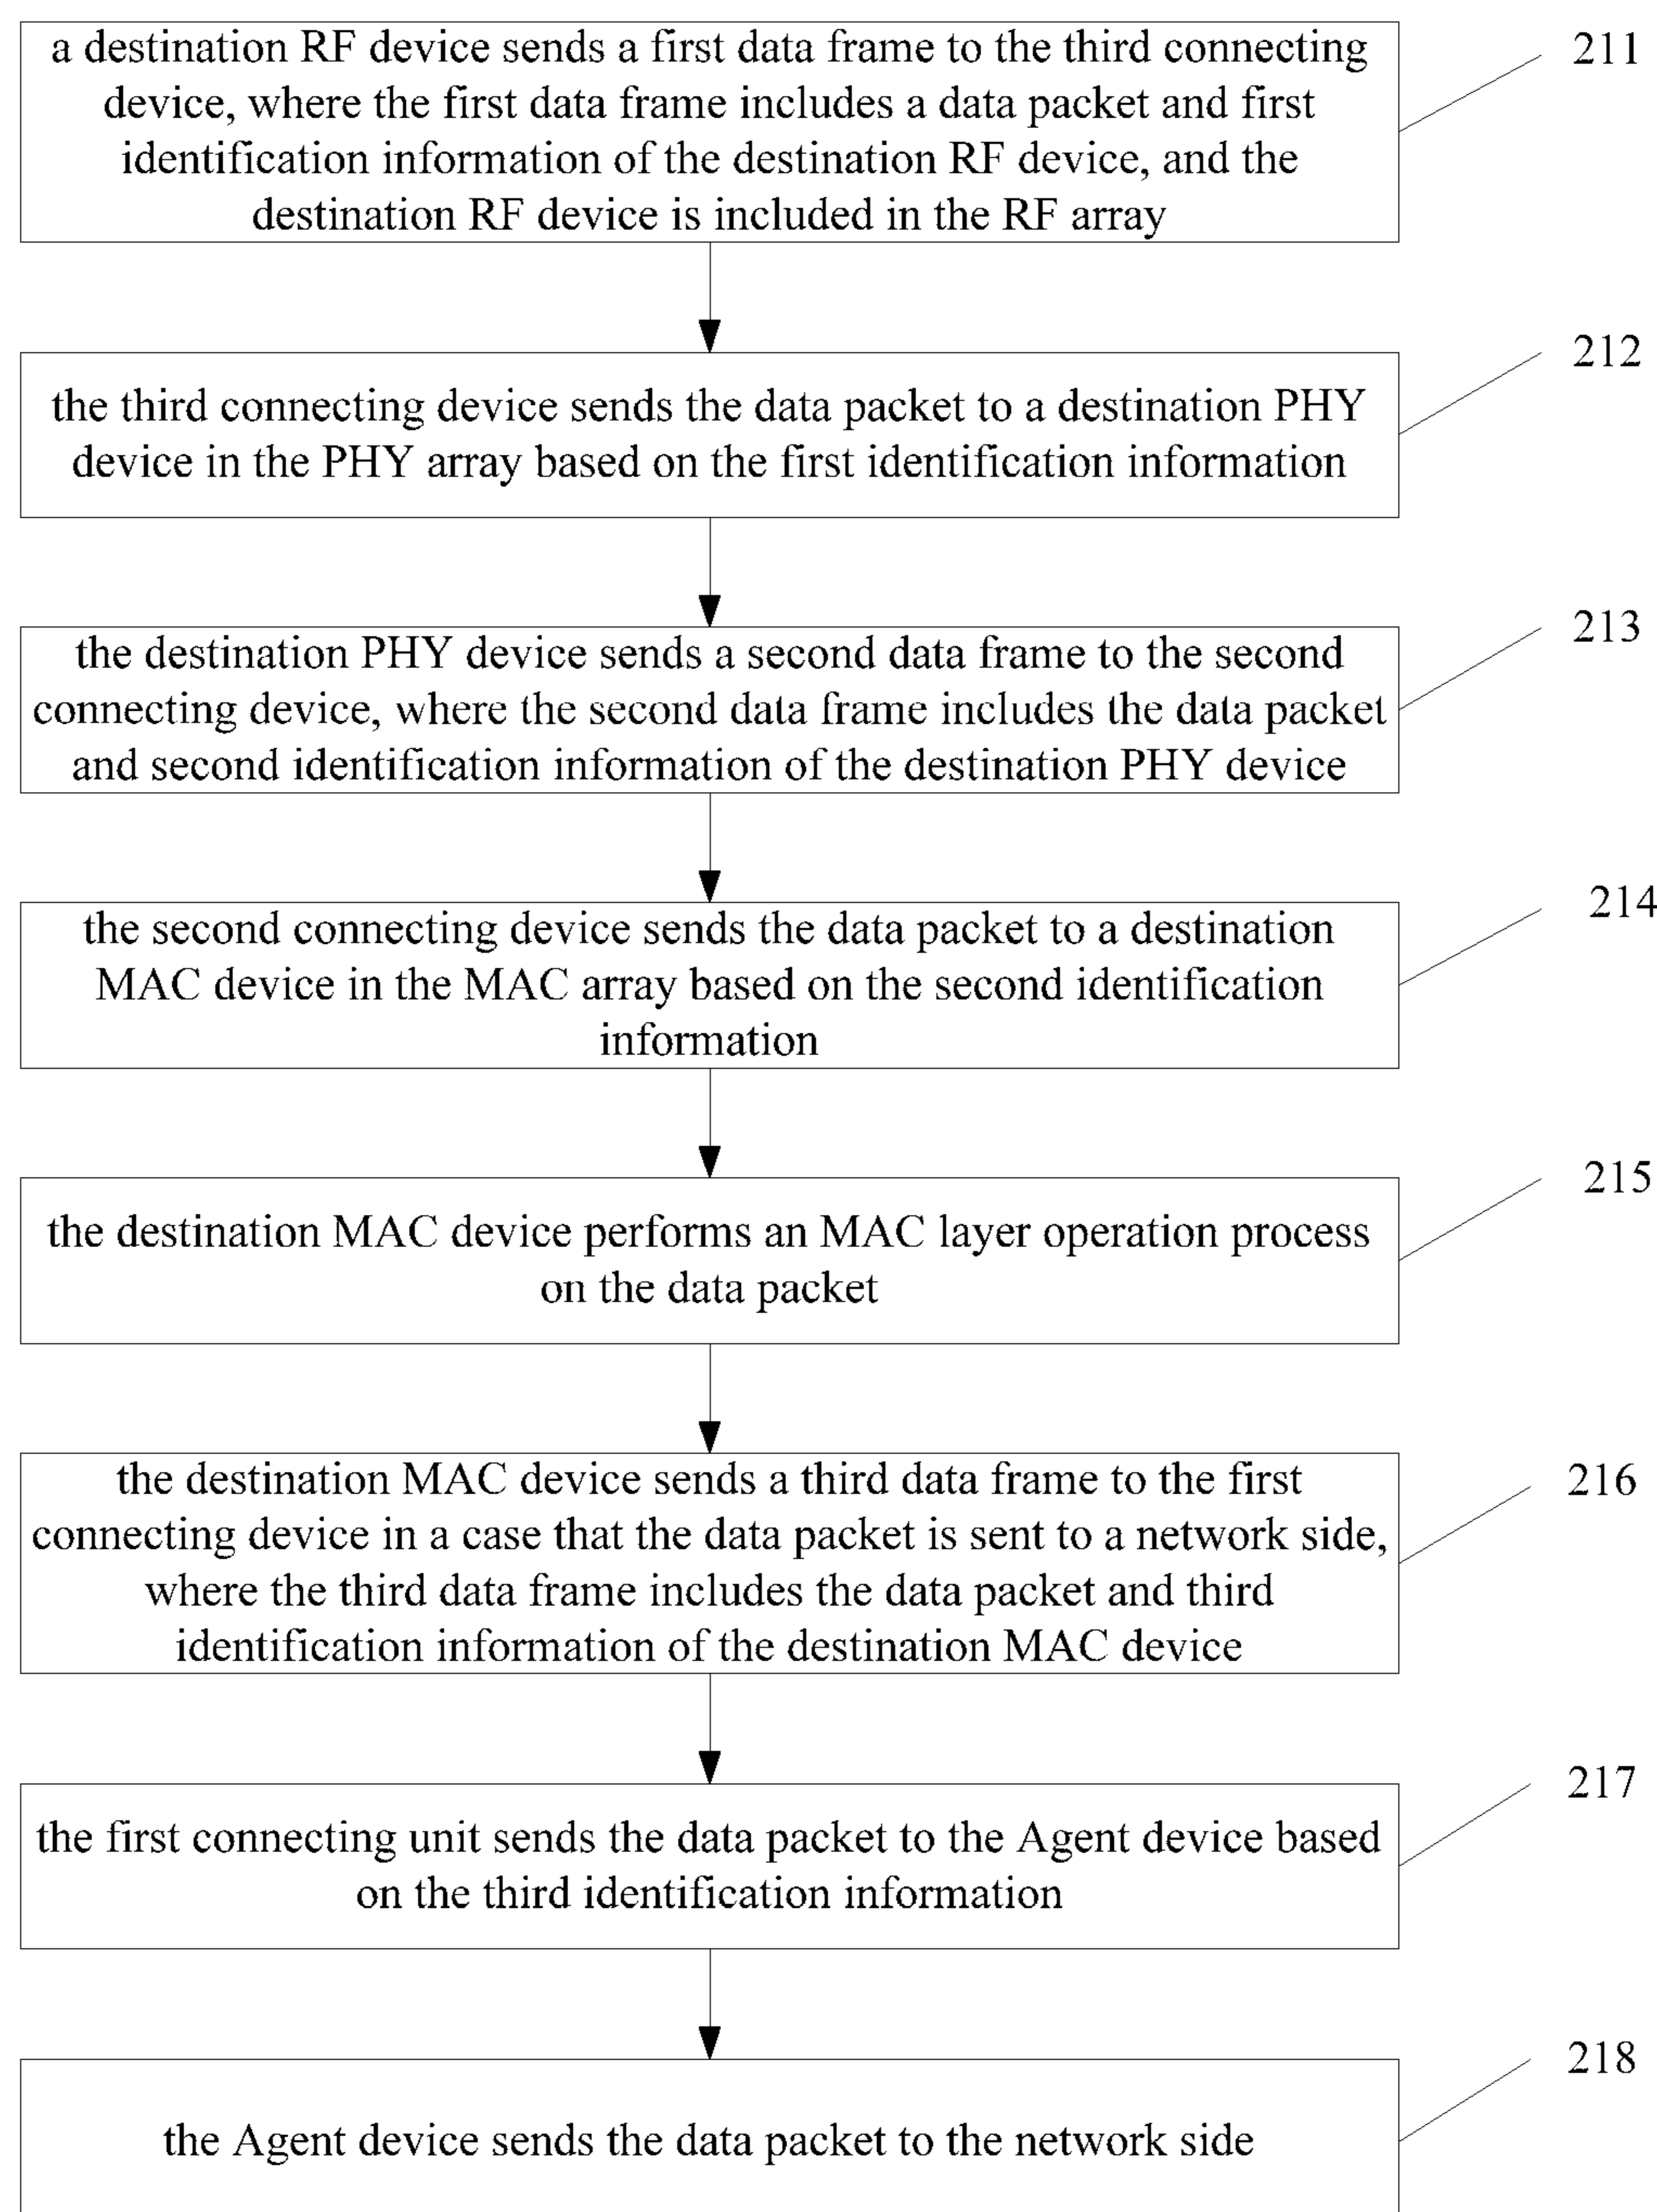 a destination RF device sends a first data frame to the third connecting
device, where the first data frame includes a data packet and first
identification information of the destination RF device, and the
destination RF device is included in the RF array
211
the third connecting device sends the data packet to a destination PHY
device in the PHY array based on the first identification information
212
the destination PHY device sends a second data frame to the second
connecting device, where the second data frame includes the data packet
and second identification information of the destination PHY device
213
the second connecting device sends the data packet to a destination
MAC device in the MAC array based on the second identification
information
214
the destination MAC device performs an MAC layer operation process
on the data packet
215
the destination MAC device sends a third data frame to the first
connecting device in a case that the data packet is sent to a network side,
where the third data frame includes the data packet and third
identification information of the destination MAC device
216
the first connecting unit sends the data packet to the Agent device based
on the third identification information
217
the Agent device sends the data packet to the network side
218